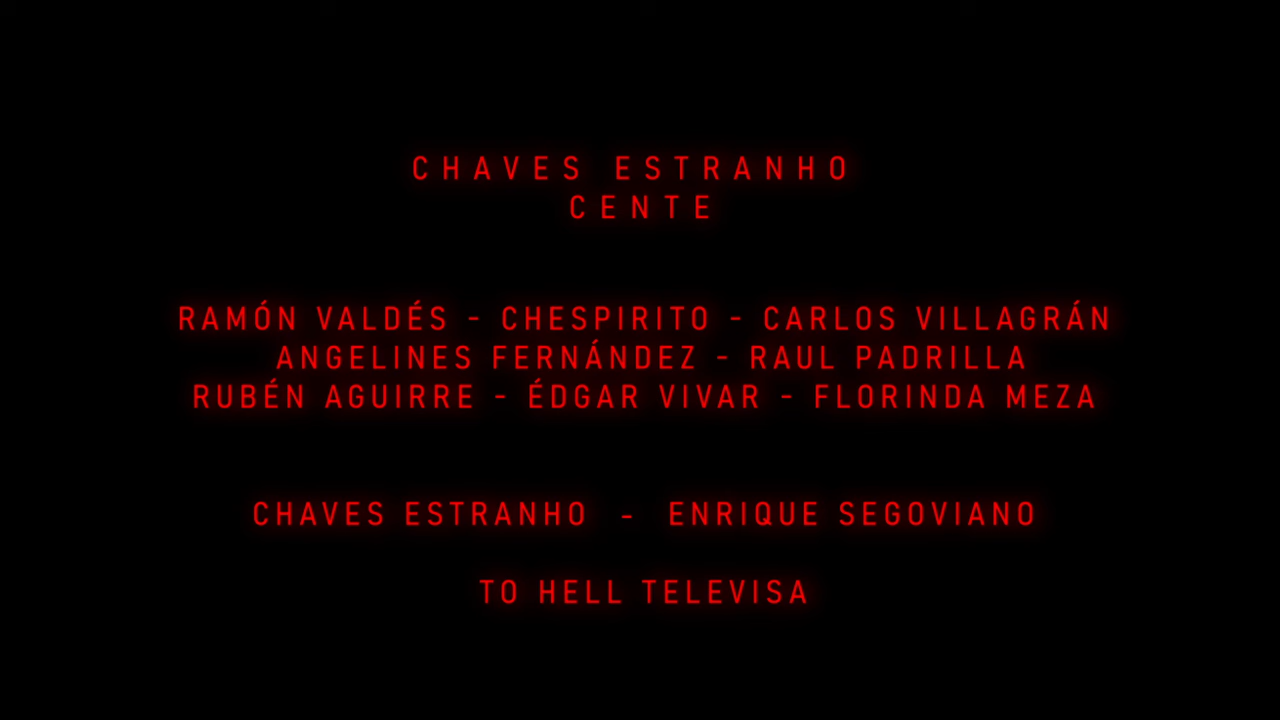 CHAVES ESTRANHO
CENTE
RAMÓN VALDÉS - CHESPIRITO - CARLOS VILLAGRÁN
ANGELINES FERNÁNDEZ - RAUL PADRILLA
RUBÉN AGUIRRE - ÉDGAR VIVAR - FLORINDA MEZA
CHAVES ESTRANHO - ENRIQUE SEGOVIANO
TO HELL TELEVISA